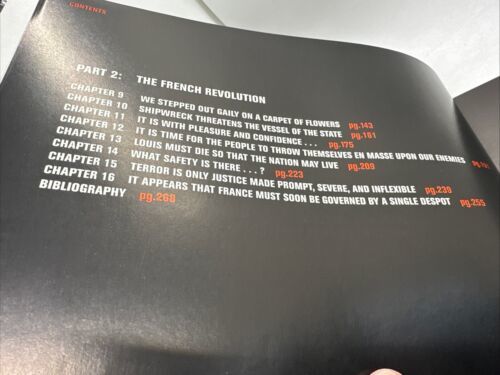 CONTENTS
PART 2: THE FRENCH REVOLUTION
CHAPTER 9 WE STEPPED OUT GAILY ON A CARPET OF FLOWERS pg.143
CHAPTER 10 SHIPWRECK THREATENS THE VESSEL OF THE STATE pg.161
CHAPTER 11 IT IS WITH PLEASURE AND CONFIDENCE... pg.175
CHAPTER 12 IT IS TIME FOR THE PEOPLE TO THROW THEMSELVES EN MASSE UPON OUR ENEMIES
CHAPTER 13 LOUIS MUST DIE SO THAT THE NATION MAY LIVE pg.209
CHAPTER 14 WHAT SAFETY IS THERE...? pg.223
CHAPTER 15 TERROR IS ONLY JUSTICE MADE PROMPT, SEVERE, AND INFLEXIBLE pg.239
CHAPTER 16 IT APPEARS THAT FRANCE MUST SOON BE GOVERNED BY A SINGLE DESPOT pg.255
BIBLIOGRAPHY pg.268